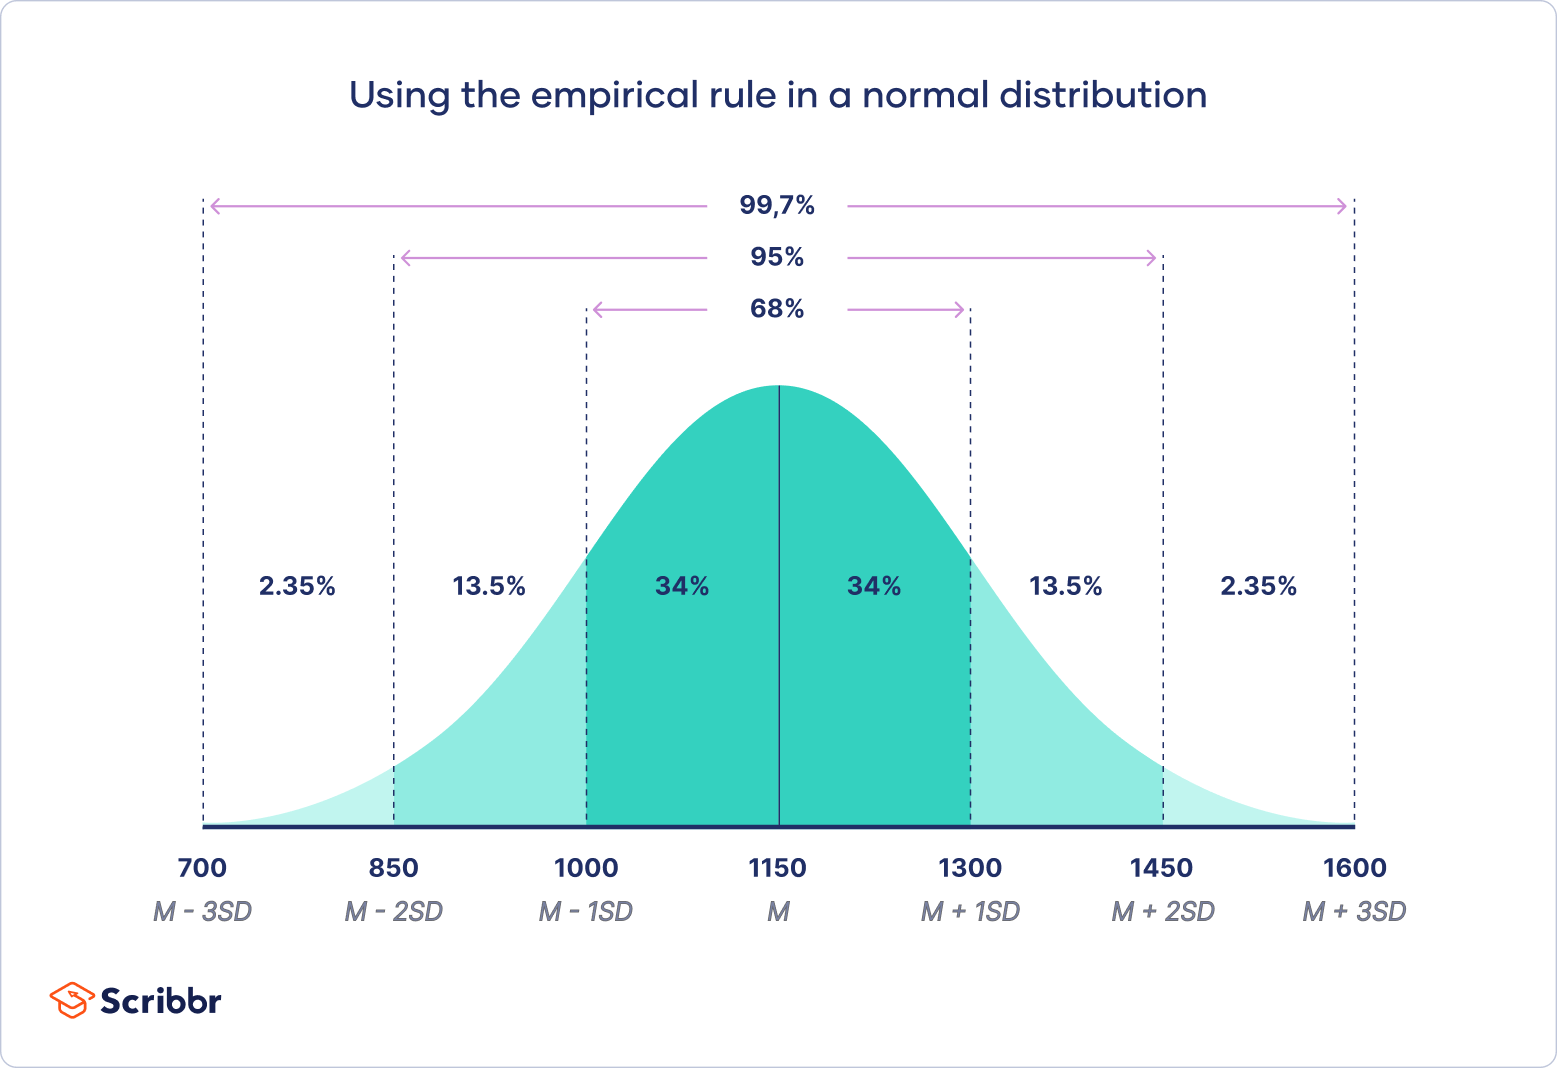 Using the empirical rule in a normal distribution
99,7%
95%
68%
2.35% 13.5% 34% 34% 13.5% 2.35%
700 850 1000 1150 1300 1450 1600
M - 3SD M - 2SD M - 1SD M M + 1SD M + 2SD M + 3SD
Scribbr